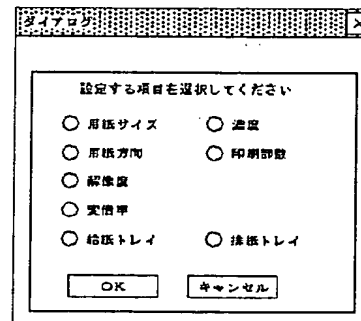 ダイアログ
設定する項目を選択してください
用紙サイズ 濃度
用紙方向 印刷部数
解像度
変倍率
給紙トレイ 排紙トレイ
OK キャンセル